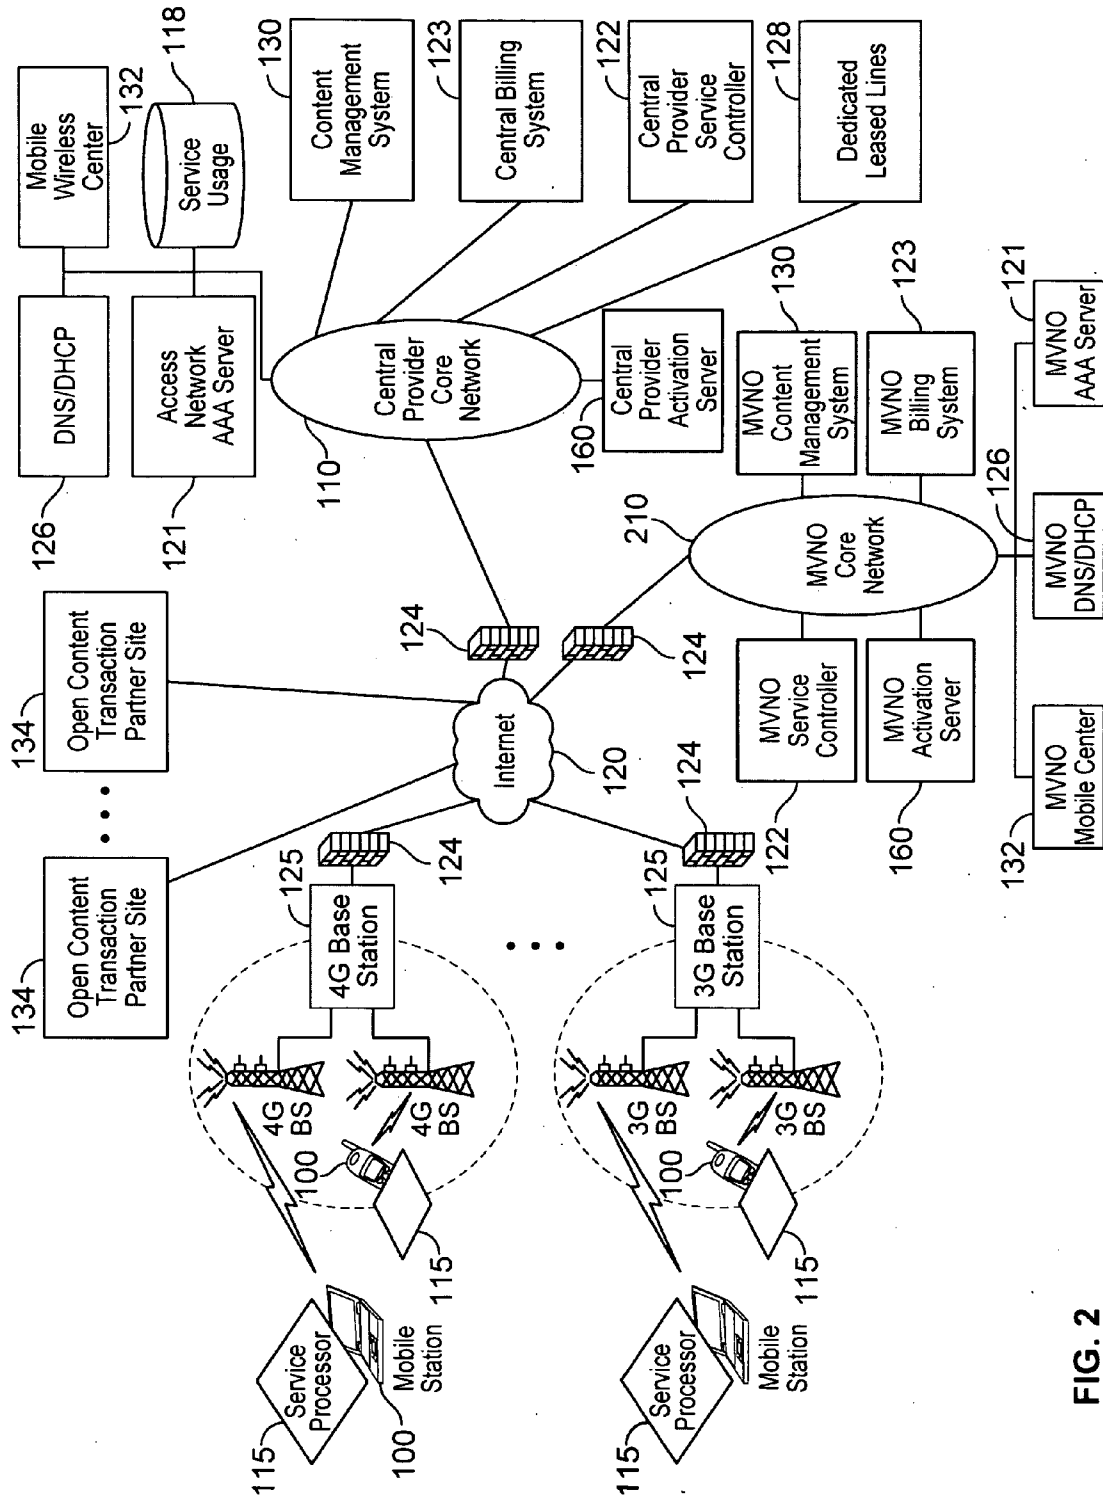 134
Open Content
Transaction
Partner Site
134
Open Content
Transaction
Partner Site
126
DNS/DHCP
Mobile
Wireless
Center
132
121
Access
Network
AAA Server
Service
Usage
118
125
4G Base
Station
124
4G
BS
4G
BS
100
115
Service
Processor
115
Mobile
Station
100
Internet
120
124
124
110
Central
Provider
Core
Network
Content
Management
System
130
Central Billing
System
123
Central
Provider
Service
Controller
122
Dedicated
Leased Lines
128
160
Central
Provider
Activation
Server
125
3G Base
Station
124
3G
BS
3G
BS
100
115
Service
Processor
115
Mobile
Station
210
MVNO
Core
Network
122
MVNO
Service
Controller
MVNO
Content
Management
System
130
160
MVNO
Activation
Server
MVNO
Billing
System
123
132
MVNO
Mobile Center
MVNO
DNS/DHCP
126
MVNO
AAA Server
121
FIG. 2